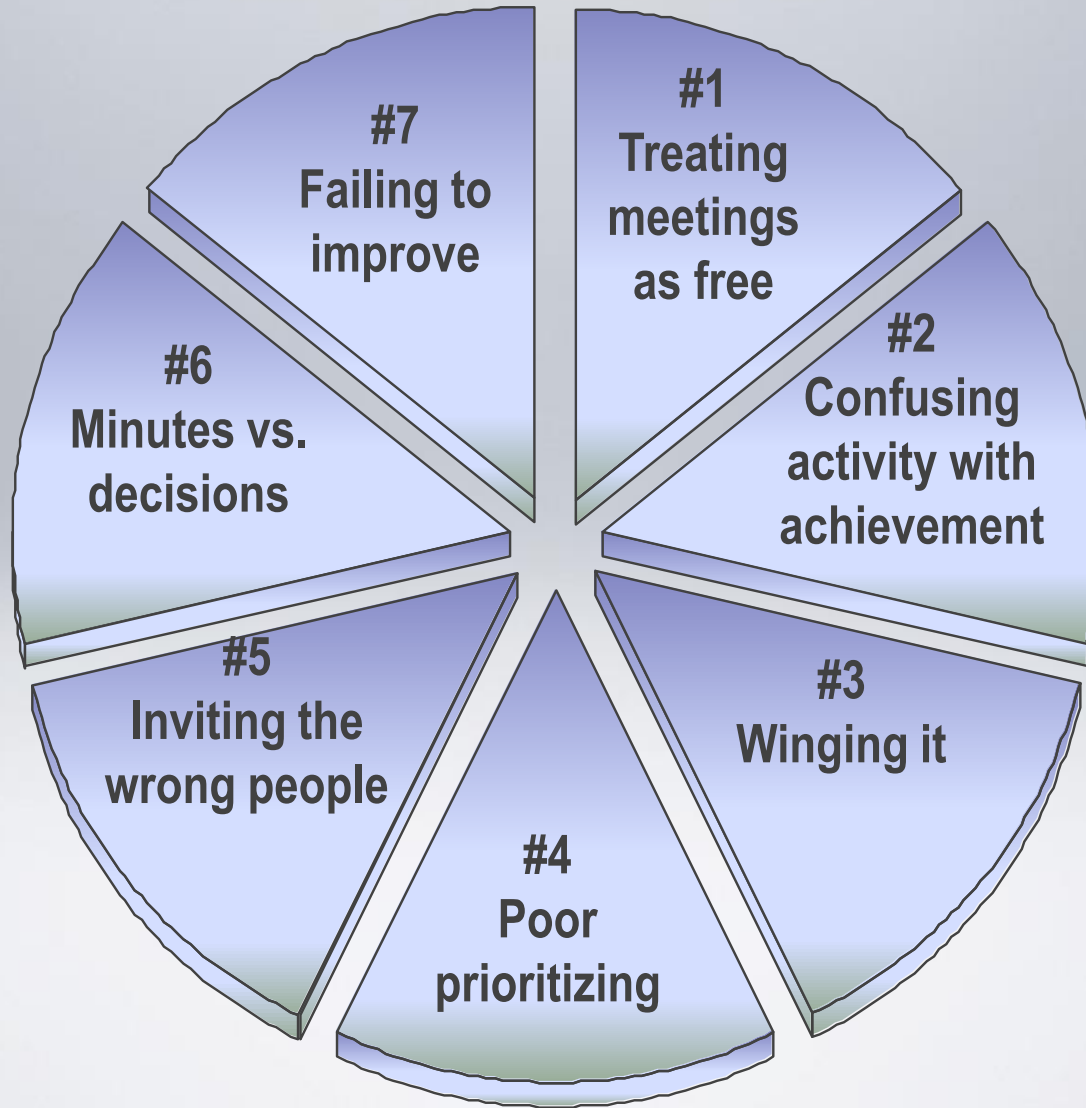 #1
Treating
meetings
as free
#2
Confusing
activity with
achievement
#3
Winging it
#4
Poor
prioritizing
#5
Inviting the
wrong people
#6
Minutes vs.
decisions
#7
Failing to
improve